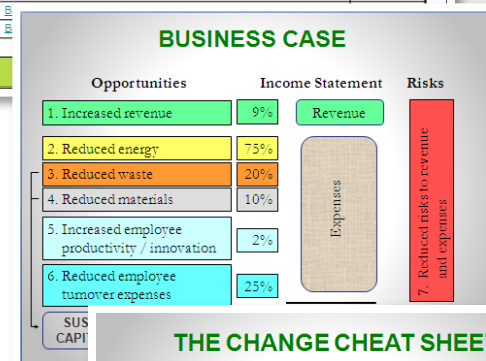 B
B
BUSINESS CASE
Opportunities Income Statement Risks
1. Increased revenue 9% Revenue
2. Reduced energy 75%
3. Reduced waste 20%
4. Reduced materials 10%
5. Increased employee
productivity / innovation 2%
6. Reduced employee
turnover expenses 25%
Expenses
7. Reduced risks to revenue
and expenses
SUS
CAPI
THE CHANGE CHEAT SHEE